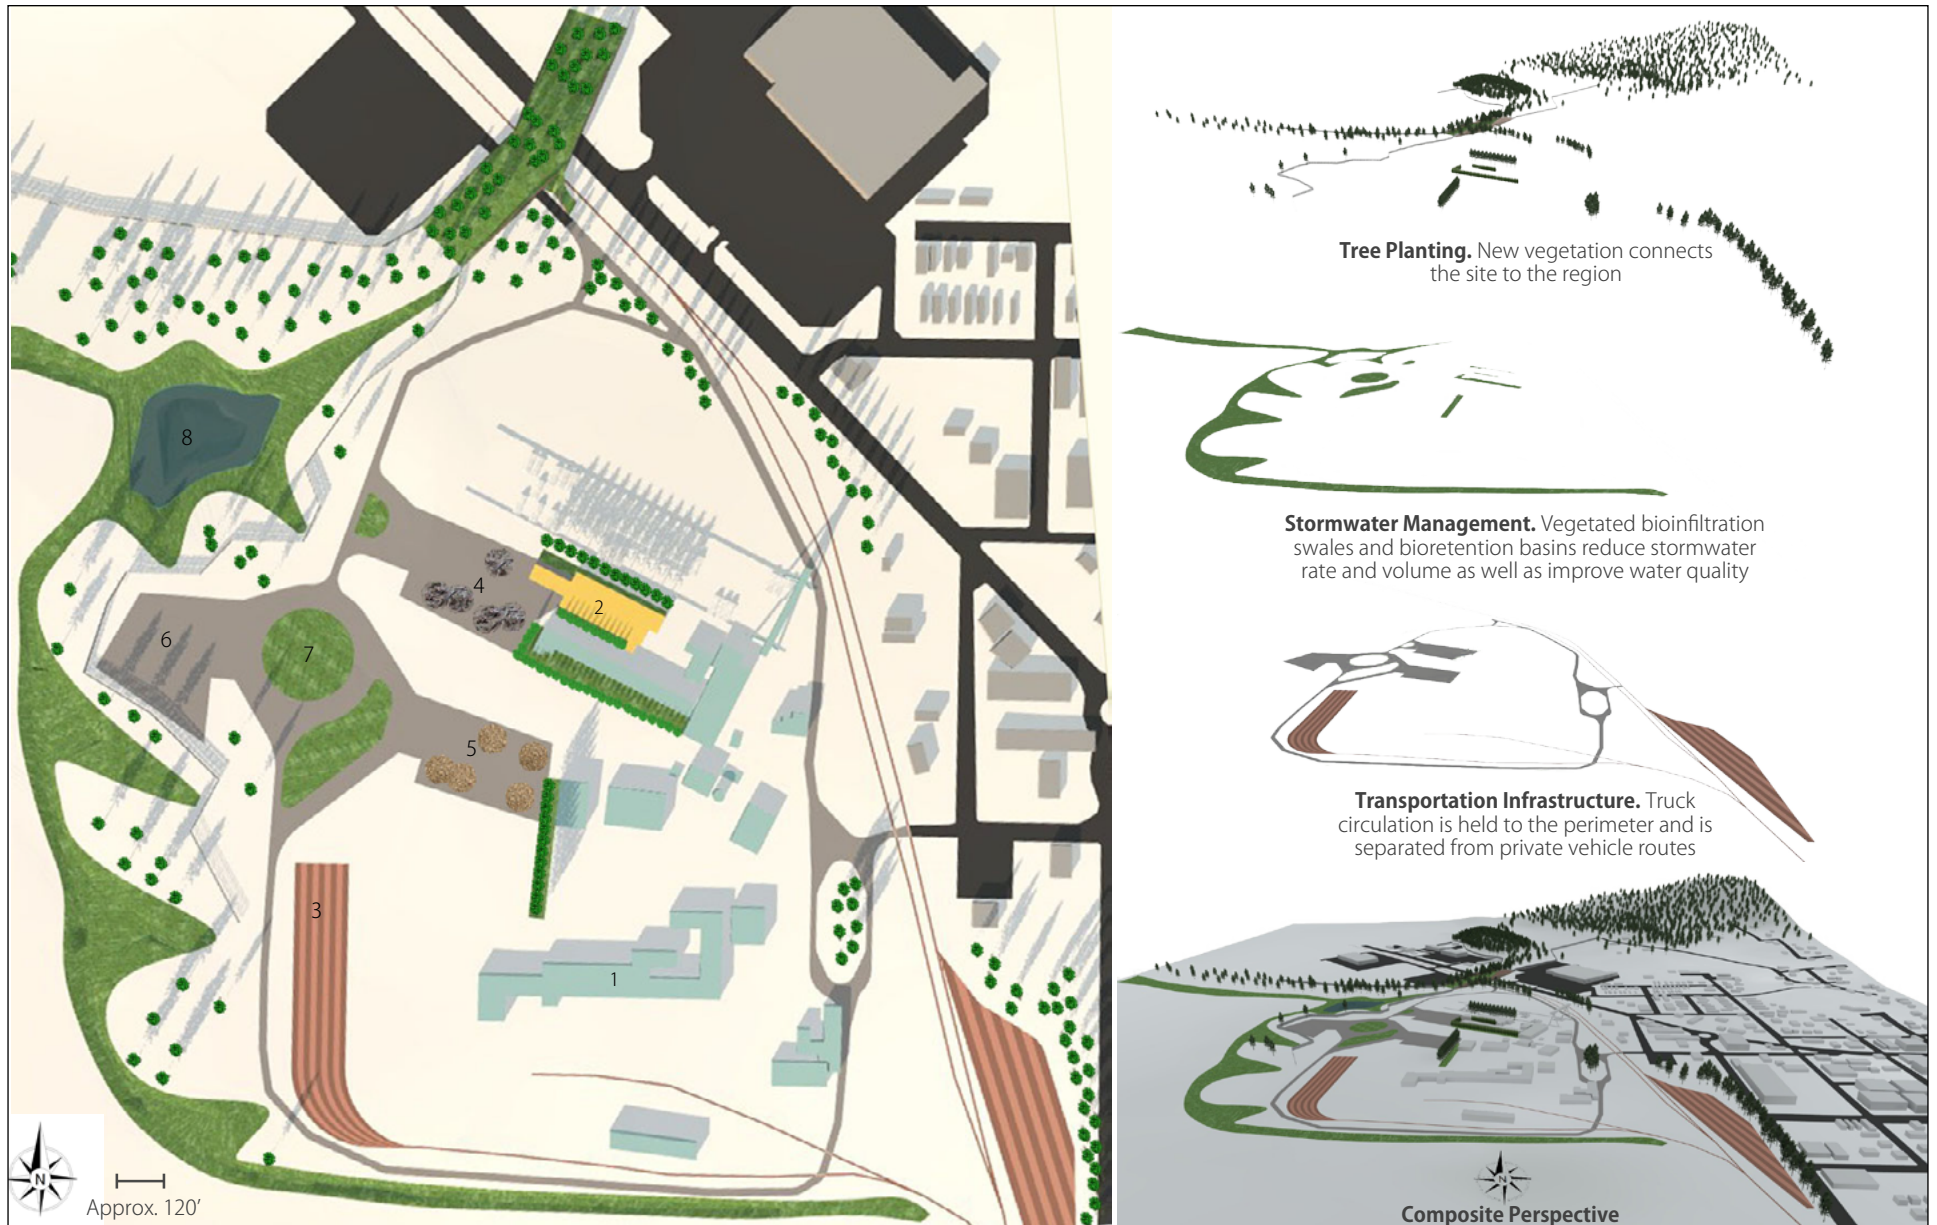 8
4
2
6
7
5
3
1
N
Approx. 120'
Tree Planting. New vegetation connects
the site to the region
Stormwater Management. Vegetated bioinfiltration
swales and bioretention basins reduce stormwater
rate and volume as well as improve water quality
Transportation Infrastructure. Truck
circulation is held to the perimeter and is
separated from private vehicle routes
N
Composite Perspective